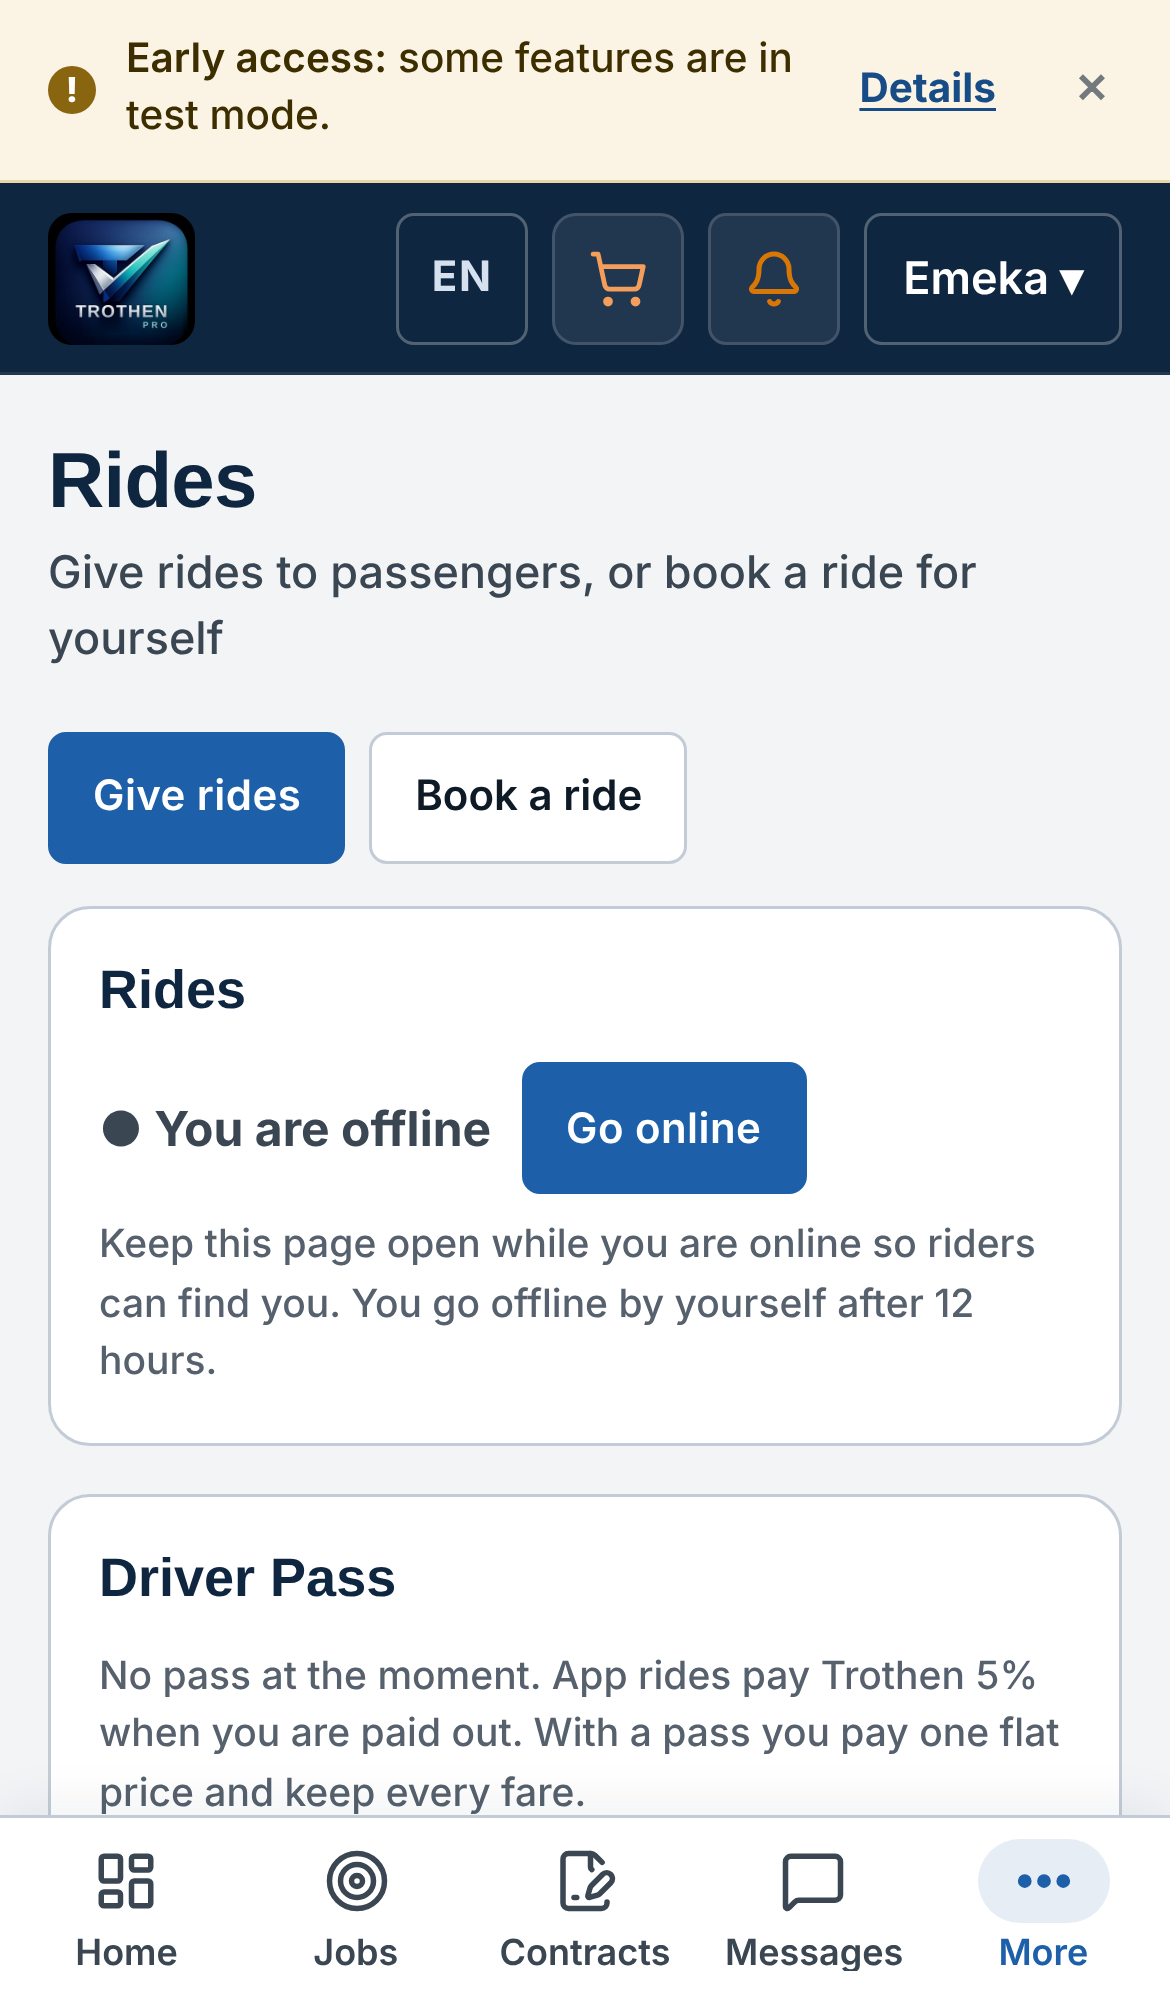 Early access: some features are in
test mode.
Details
×
TROTHEN
PRO
EN
Emeka ▾
Rides
Give rides to passengers, or book a ride for
yourself
Give rides
Book a ride
Rides
You are offline
Go online
Keep this page open while you are online so riders
can find you. You go offline by yourself after 12
hours.
Driver Pass
No pass at the moment. App rides pay Trothen 5%
when you are paid out. With a pass you pay one flat
price and keep every fare.
Home
Jobs
Contracts
Messages
More